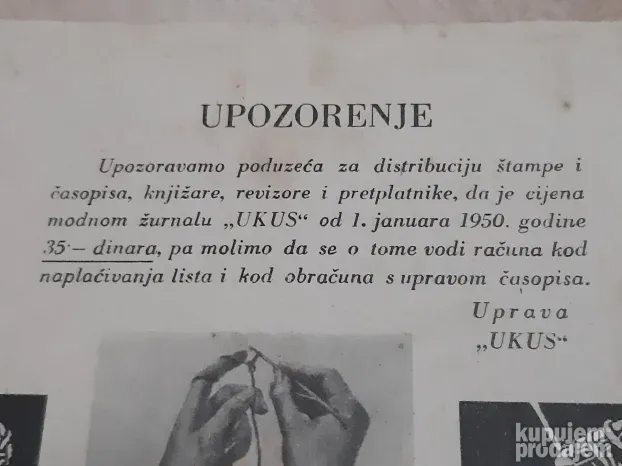 UPOZORENJE
Upozoravamo poduzeća za distribuciju štampe i
časopisa, knjižare, revizore i pretplatnike, da je cijena
modnom žurnalu „UKUS“ od 1. januara 1950. godine
35·— dinara, pa molimo da se o tome vodi računa kod
naplaćivanja lista i kod obračuna s upravom časopisa.
Uprava
„UKUS“
kupujem
prodajem